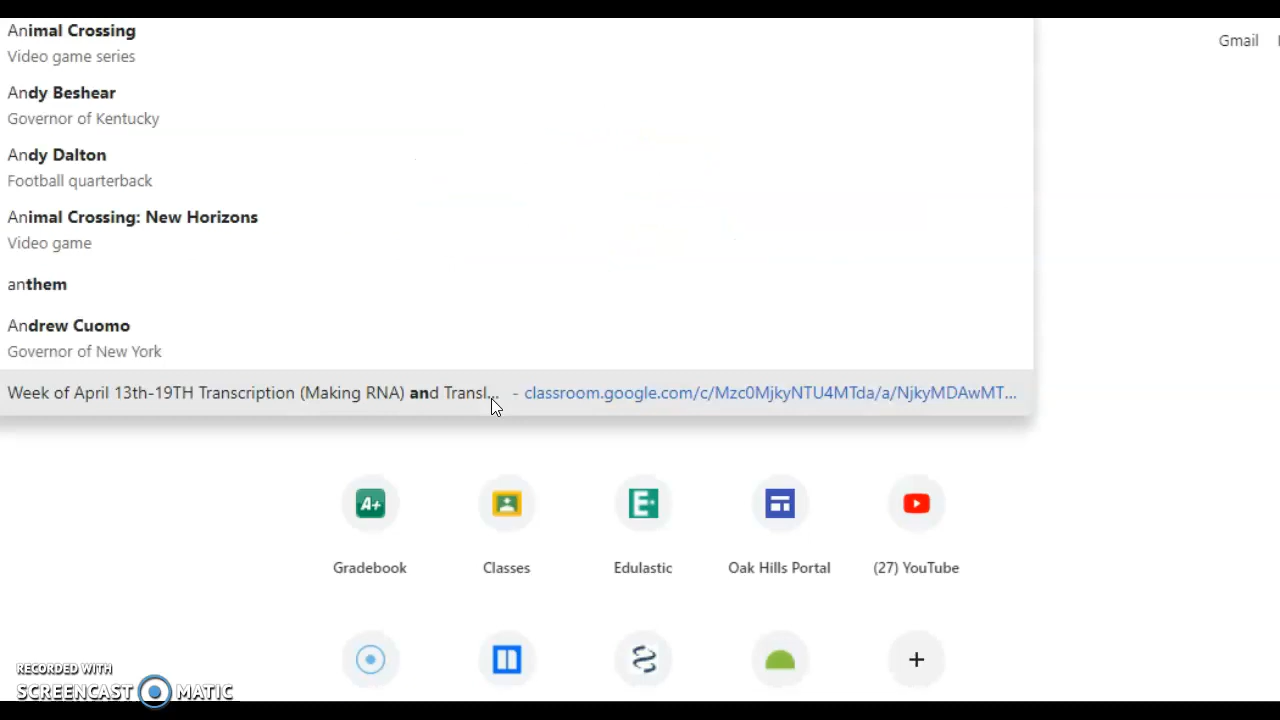 Animal Crossing
Video game series
Gmail
Andy Beshear
Governor of Kentucky
Andy Dalton
Football quarterback
Animal Crossing: New Horizons
Video game
anthem
Andrew Cuomo
Governor of New York
Week of April 13th-19TH Transcription (Making RNA) and Transl... - classroom.google.com/c/Mzc0MjkyNTU4MTda/a/NjkyMDAwMT...
A+
Gradebook
Classes
Edulastic
Oak Hills Portal
(27) YouTube
RECORDED WITH
SCREENCAST MATIC